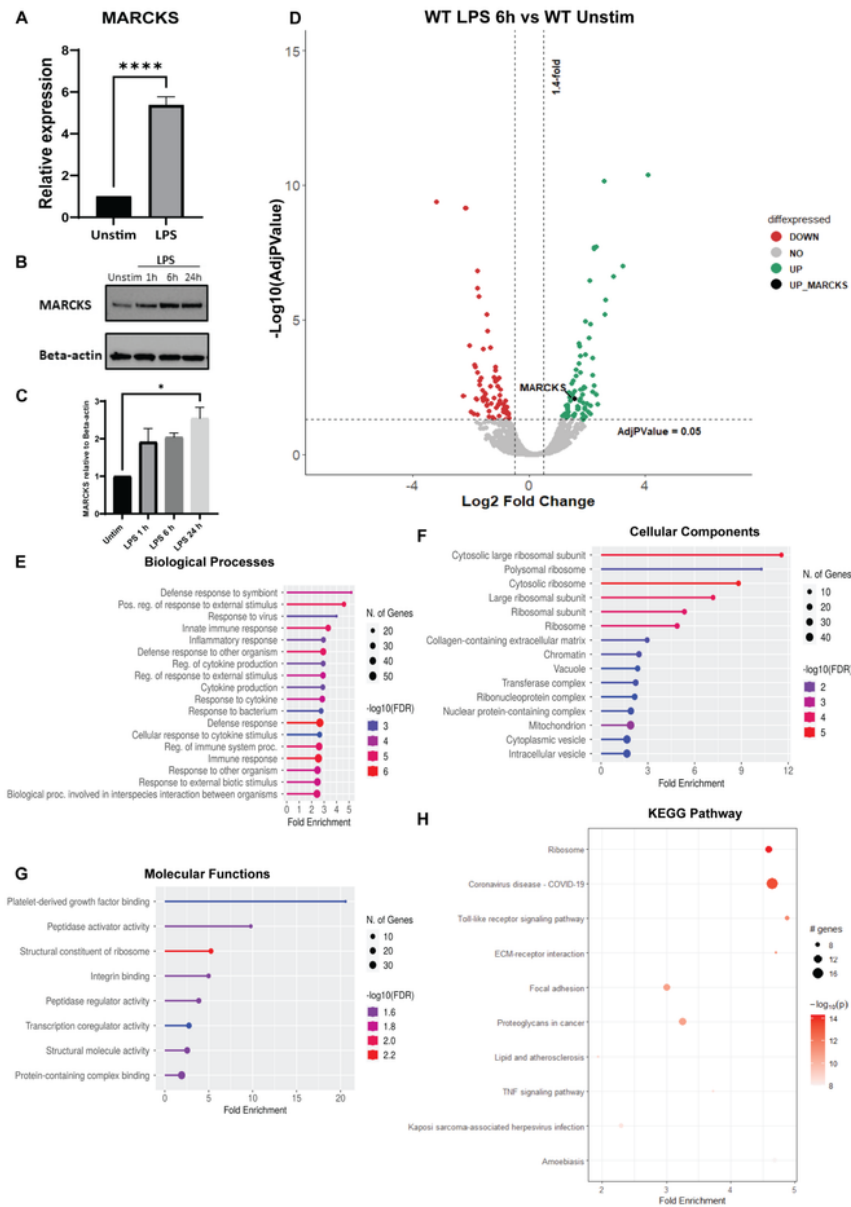 A
MARCKS
Relative expression
8
6
4
2
0
****
Unstim
LPS
B
LPS
Unstim 1h 6h 24h
MARCKS
Beta-actin
C
MARCKS relative to Beta-actin
3
2
1
0
*
Untim
LPS 1 h
LPS 6 h
LPS 24 h
D
WT LPS 6h vs WT Unstim
-Log10(AdjPValue)
15
10
5
0
1.4-fold
MARCKS
AdjPValue = 0.05
-4
0
4
Log2 Fold Change
diffexpressed
DOWN
NO
UP
UP_MARCKS
E
Biological Processes
Defense response to symbiont
Pos. reg. of response to external stimulus
Response to virus
Innate immune response
Inflammatory response
Defense response to other organism
Reg. of cytokine production
Reg. of response to external stimulus
Cytokine production
Response to cytokine
Response to bacterium
Defense response
Cellular response to cytokine stimulus
Reg. of immune system proc.
Immune response
Response to other organism
Response to external biotic stimulus
Biological proc. involved in interspecies interaction between organisms
0 1 2 3 4 5
Fold Enrichment
N. of Genes
20
30
40
50
-log10(FDR)
3
4
5
6
F
Cellular Components
Cytosolic large ribosomal subunit
Polysomal ribosome
Cytosolic ribosome
Large ribosomal subunit
Ribosomal subunit
Ribosome
Collagen-containing extracellular matrix
Chromatin
Vacuole
Transferase complex
Ribonucleoprotein complex
Nuclear protein-containing complex
Mitochondrion
Cytoplasmic vesicle
Intracellular vesicle
0 3 6 9 12
Fold Enrichment
N. of Genes
10
20
30
40
-log10(FDR)
2
3
4
5
G
Molecular Functions
Platelet-derived growth factor binding
Peptidase activator activity
Structural constituent of ribosome
Integrin binding
Peptidase regulator activity
Transcription coregulator activity
Structural molecule activity
Protein-containing complex binding
0 5 10 15 20
Fold Enrichment
N. of Genes
10
20
30
-log10(FDR)
1.6
1.8
2.0
2.2
H
KEGG Pathway
Ribosome
Coronavirus disease - COVID-19
Toll-like receptor signaling pathway
ECM-receptor interaction
Focal adhesion
Proteoglycans in cancer
Lipid and atherosclerosis
TNF signaling pathway
Kaposi sarcoma-associated herpesvirus infection
Amoebiasis
2 3 4 5
Fold Enrichment
# genes
8
12
16
−log10(p)
14
12
10
8